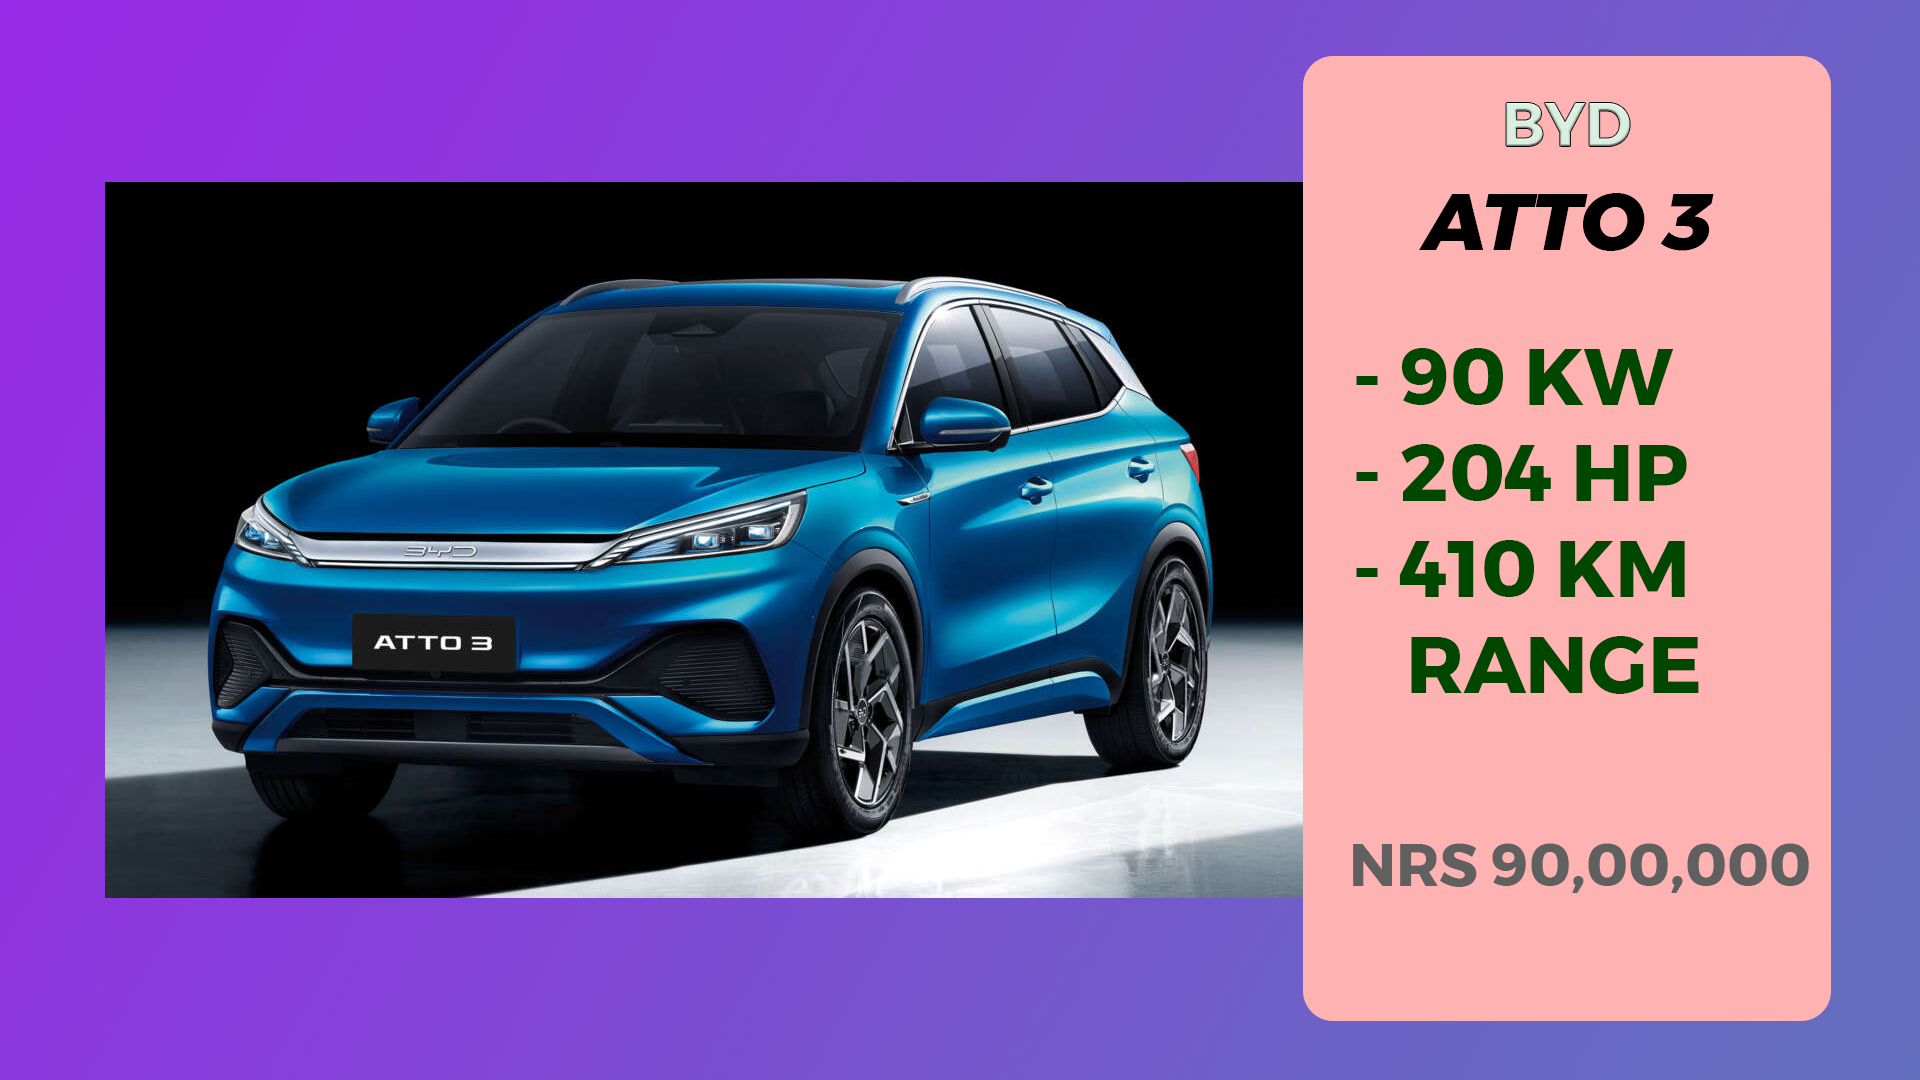 BYD
ATTO 3
- 90 KW
- 204 HP
- 410 KM
RANGE
NRS 90,00,000
BYD
ATTO 3